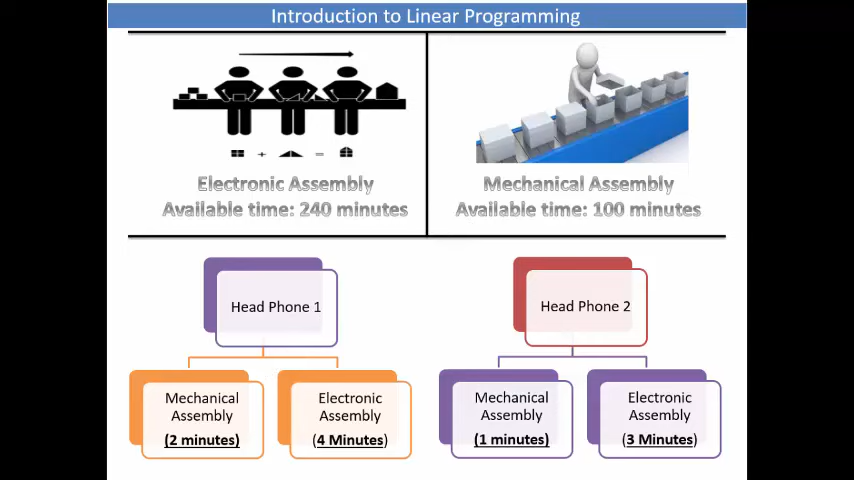 Introduction to Linear Programming
Electronic Assembly
Available time: 240 minutes
Mechanical Assembly
Available time: 100 minutes
Head Phone 1
Head Phone 2
Mechanical
Assembly
(2 minutes)
Electronic
Assembly
(4 Minutes)
Mechanical
Assembly
(1 minutes)
Electronic
Assembly
(3 Minutes)